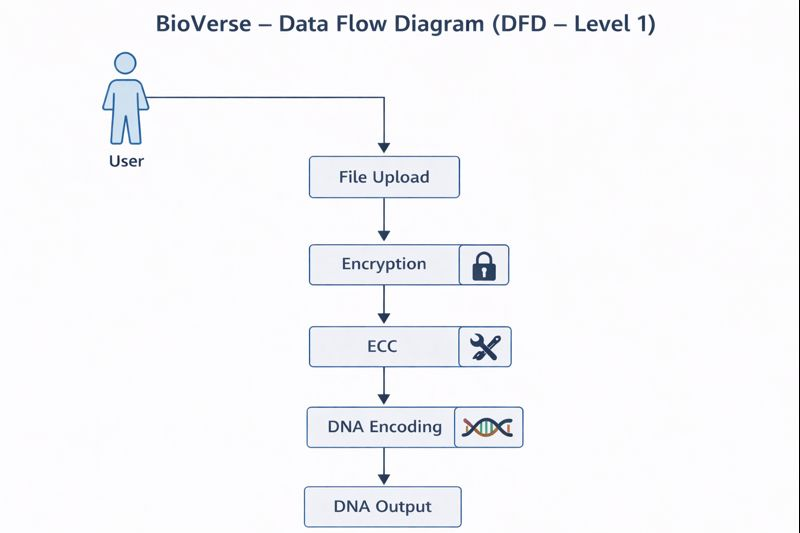 BioVerse – Data Flow Diagram (DFD – Level 1)
User
File Upload
Encryption
ECC
DNA Encoding
DNA Output